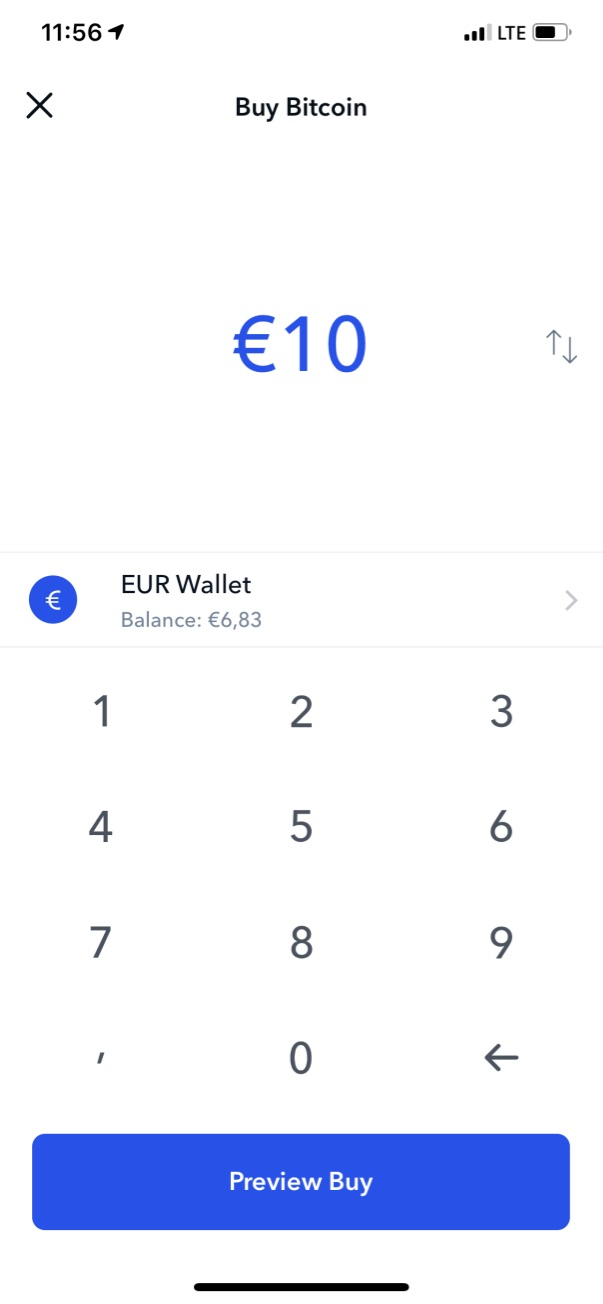 11:56 LTE
Buy Bitcoin
€10
€
EUR Wallet
Balance: €6,83
1 2 3
4 5 6
7 8 9
, 0
Preview Buy